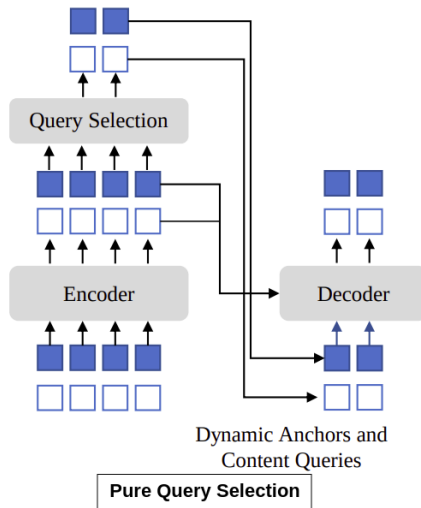 Query Selection
Encoder
Decoder
Dynamic Anchors and
Content Queries
Pure Query Selection